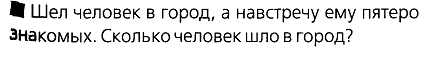 Шел человек в город, а навстречу ему пятеро
знакомых. Сколько человек шло в город?